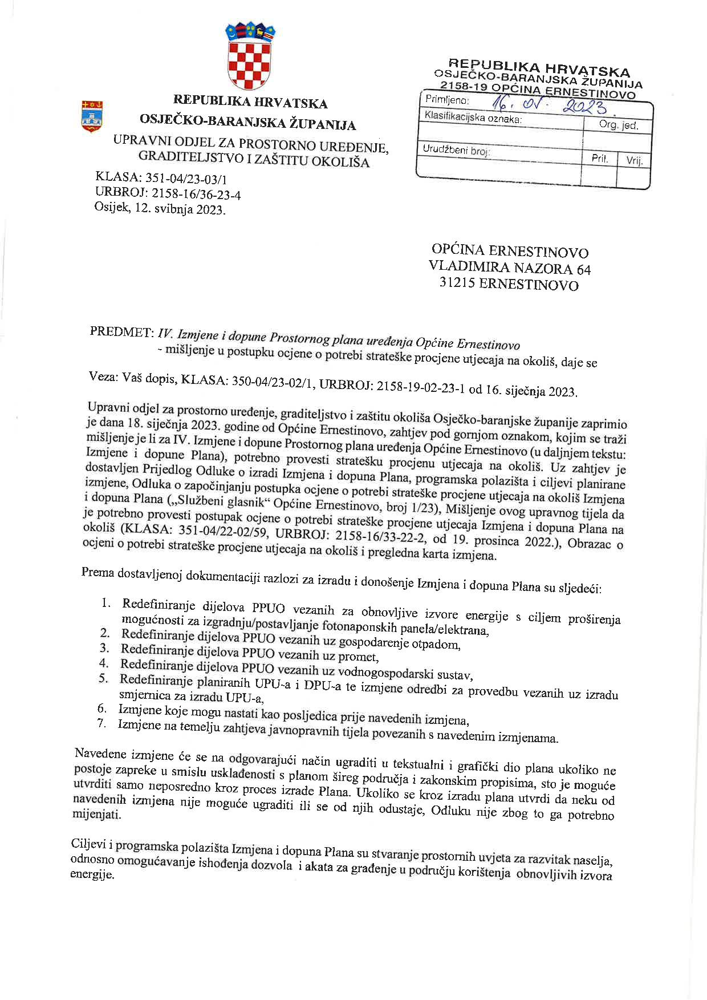 REPUBLIKA HRVATSKA
OSJEČKO-BARANJSKA ŽUPANIJA
UPRAVNI ODJEL ZA PROSTORNO UREĐENJE,
GRADITELJSTVO I ZAŠTITU OKOLIŠA
KLASA: 351-04/23-03/1
URBROJ: 2158-16/36-23-4
Osijek, 12. svibnja 2023.
REPUBLIKA HRVATSKA
OSJEČKO-BARANJSKA ŽUPANIJA
2158-19 OPĆINA ERNESTINOVO
Primljeno: 16. 05. 2023.
Klasifikacijska oznaka:
Org. jed.
Urudžbeni broj:
Pril.
Vrij.
OPĆINA ERNESTINOVO
VLADIMIRA NAZORA 64
31215 ERNESTINOVO
PREDMET: IV. Izmjene i dopune Prostornog plana uređenja Općine Ernestinovo
- mišljenje u postupku ocjene o potrebi strateške procjene utjecaja na okoliš, daje se
Veza: Vaš dopis, KLASA: 350-04/23-02/1, URBROJ: 2158-19-02-23-1 od 16. siječnja 2023.
Upravni odjel za prostorno uređenje, graditeljstvo i zaštitu okoliša Osječko-baranjske županije zaprimio
je dana 18. siječnja 2023. godine od Općine Ernestinovo, zahtjev pod gornjom oznakom, kojim se traži
mišljenje je li za IV. Izmjene i dopune Prostornog plana uređenja Općine Ernestinovo (u daljnjem tekstu:
Izmjene i dopune Plana), potrebno provesti stratešku procjenu utjecaja na okoliš. Uz zahtjev je
dostavljen Prijedlog Odluke o izradi Izmjena i dopuna Plana, programska polazišta i ciljevi planirane
izmjene, Odluka o započinjanju postupka ocjene o potrebi strateške procjene utjecaja na okoliš Izmjena
i dopuna Plana („Službeni glasnik“ Općine Ernestinovo, broj 1/23), Mišljenje ovog upravnog tijela da
je potrebno provesti postupak ocjene o potrebi strateške procjene utjecaja Izmjena i dopuna Plana na
okoliš (KLASA: 351-04/22-02/59, URBROJ: 2158-16/33-22-2, od 19. prosinca 2022.), Obrazac o
ocjeni o potrebi strateške procjene utjecaja na okoliš i pregledna karta izmjena.
Prema dostavljenoj dokumentaciji razlozi za izradu i donošenje Izmjena i dopuna Plana su sljedeći:
1. Redefiniranje dijelova PPUO vezanih za obnovljive izvore energije s ciljem proširenja
mogućnosti za izgradnju/postavljanje fotonaponskih panela/elektrana,
2. Redefiniranje dijelova PPUO vezanih uz gospodarenje otpadom,
3. Redefiniranje dijelova PPUO vezanih uz promet,
4. Redefiniranje dijelova PPUO vezanih uz vodnogospodarski sustav,
5. Redefiniranje planiranih UPU-a i DPU-a te izmjene odredbi za provedbu vezanih uz izradu
smjernica za izradu UPU-a,
6. Izmjene koje mogu nastati kao posljedica prije navedenih izmjena,
7. Izmjene na temelju zahtjeva javnopravnih tijela povezanih s navedenim izmjenama.
Navedene izmjene će se na odgovarajući način ugraditi u tekstualni i grafički dio plana ukoliko ne
postoje zapreke u smislu usklađenosti s planom šireg područja i zakonskim propisima, sto je moguće
utvrditi samo neposredno kroz proces izrade Plana. Ukoliko se kroz izradu plana utvrdi da neku od
navedenih izmjena nije moguće ugraditi ili se od njih odustaje, Odluku nije zbog to ga potrebno
mijenjati.
Ciljevi i programska polazišta Izmjena i dopuna Plana su stvaranje prostornih uvjeta za razvitak naselja,
odnosno omogućavanje ishođenja dozvola i akata za građenje u području korištenja obnovljivih izvora
energije.